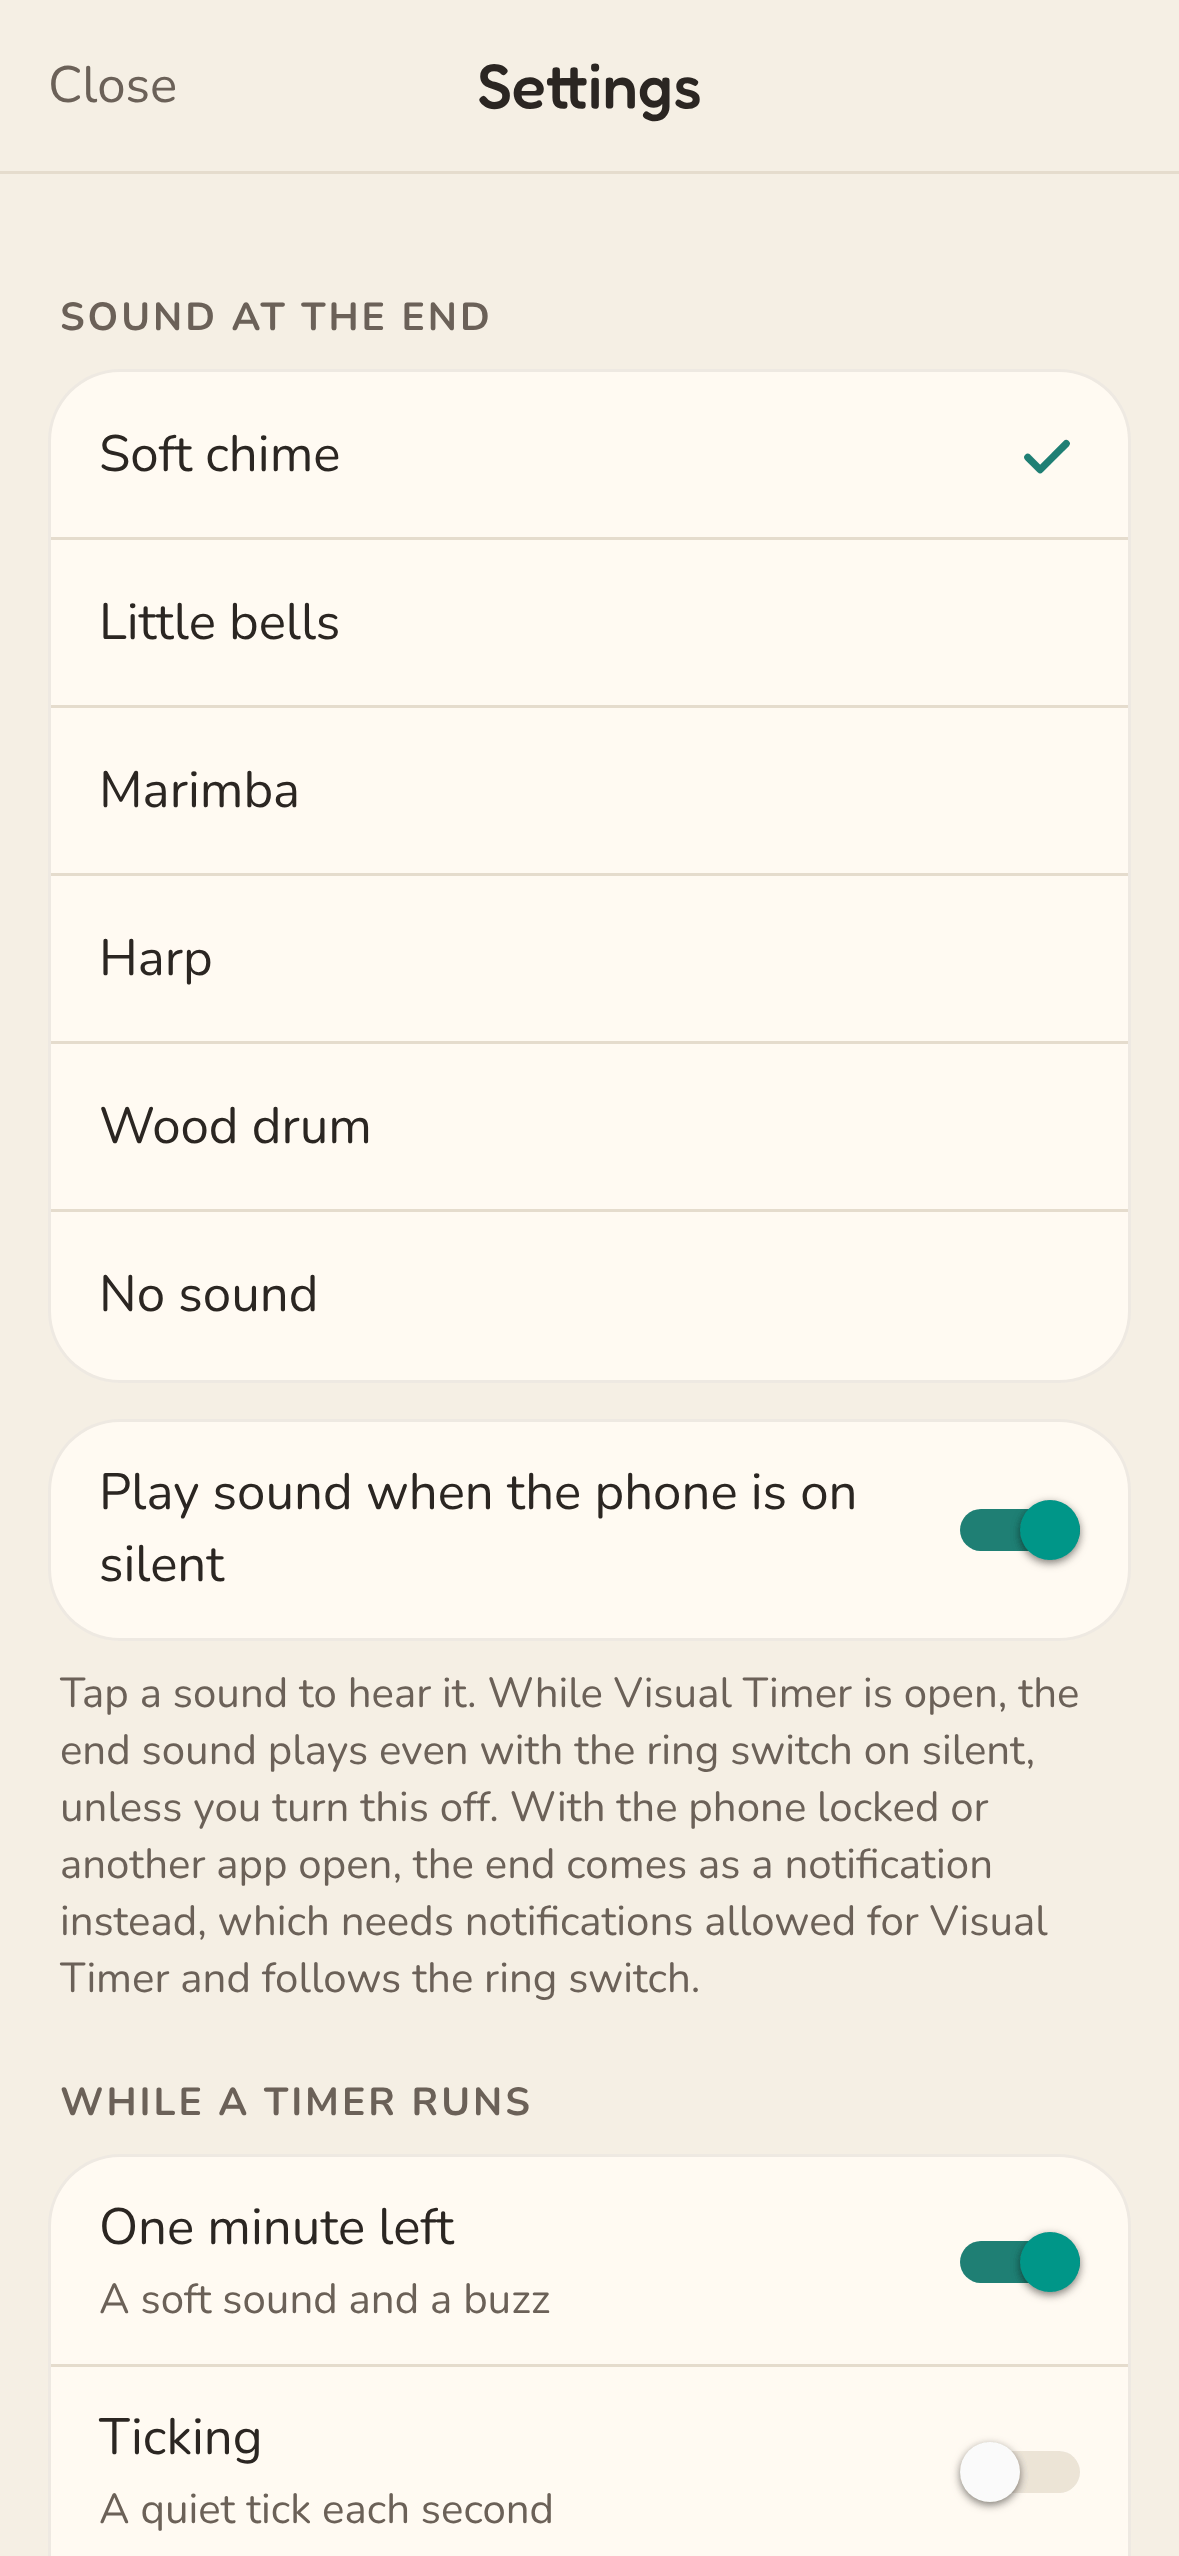 Close
Settings
SOUND AT THE END
Soft chime
Little bells
Marimba
Harp
Wood drum
No sound
Play sound when the phone is on
silent
Tap a sound to hear it. While Visual Timer is open, the
end sound plays even with the ring switch on silent,
unless you turn this off. With the phone locked or
another app open, the end comes as a notification
instead, which needs notifications allowed for Visual
Timer and follows the ring switch.
WHILE A TIMER RUNS
One minute left
A soft sound and a buzz
Ticking
A quiet tick each second